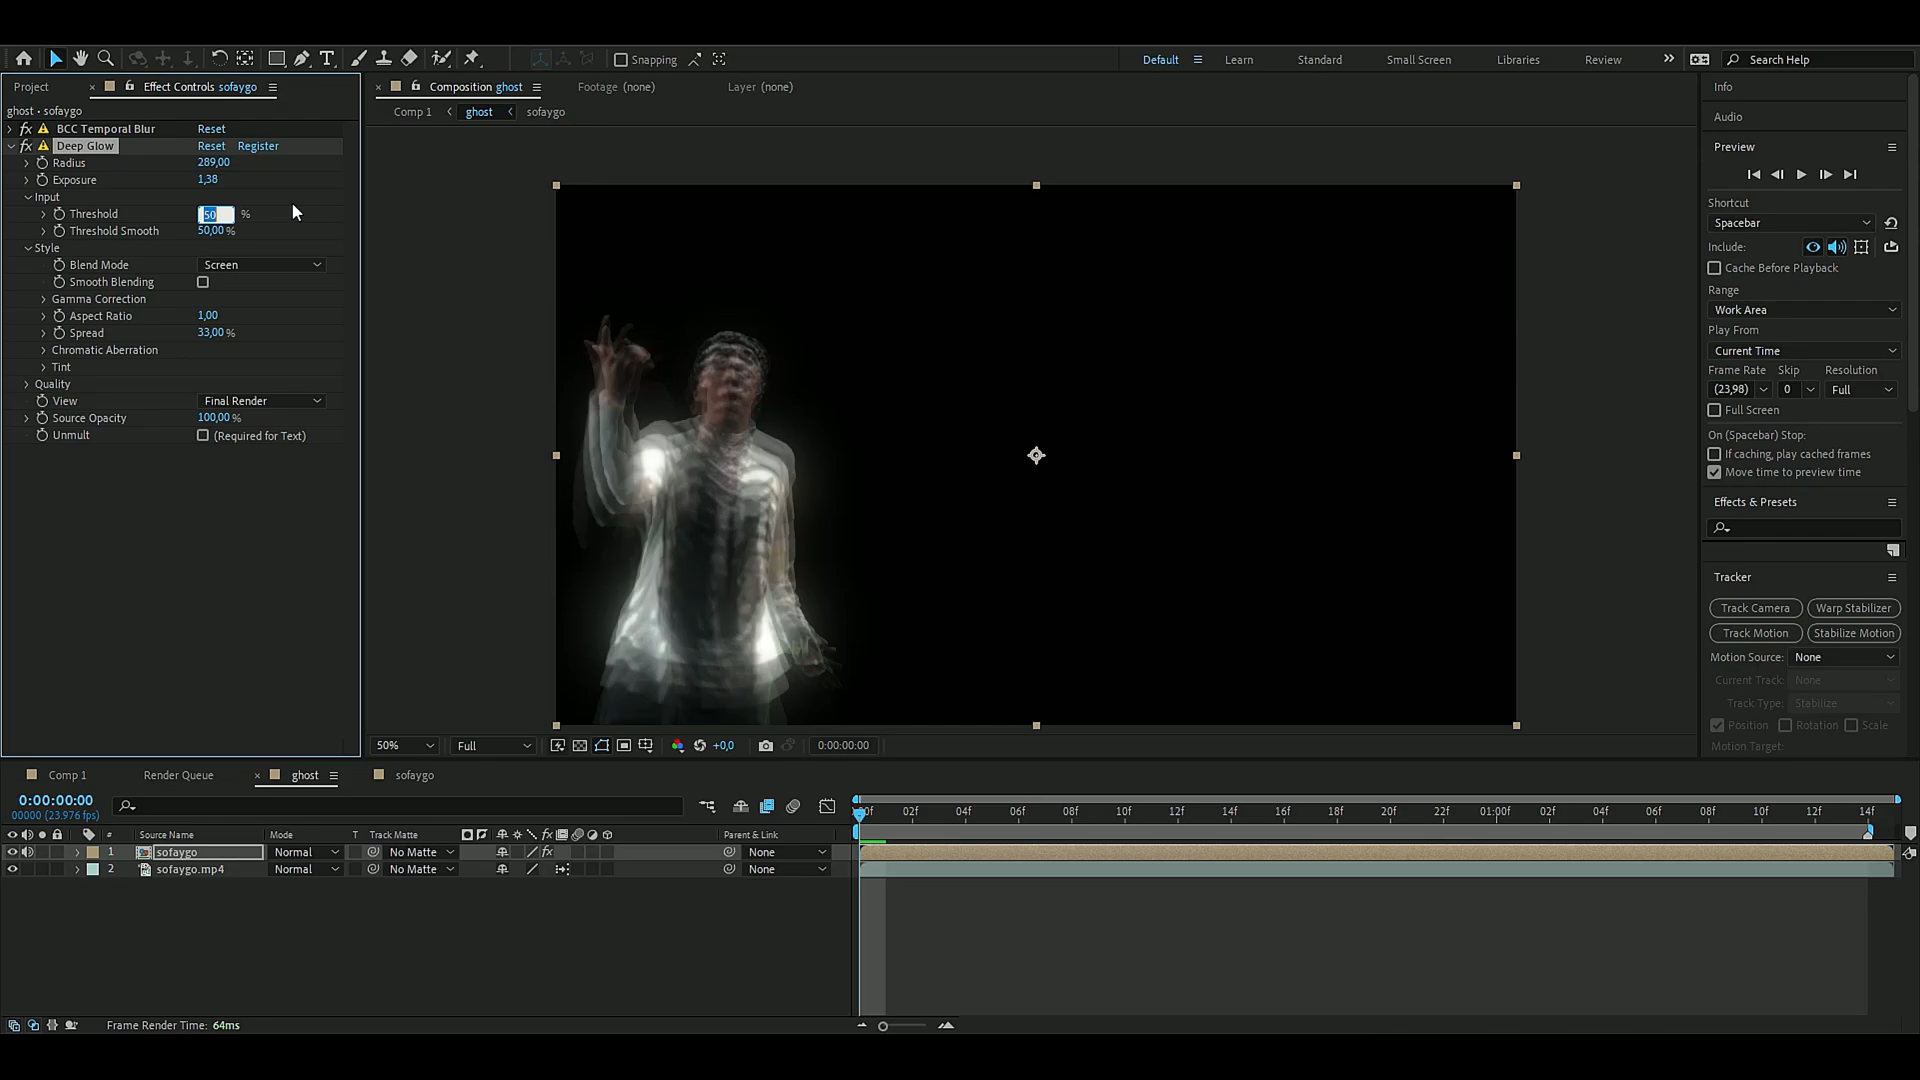 Snapping
Default
Learn
Standard
Small Screen
Libraries
Review
Search Help
Project
Effect Controls sofaygo
Composition ghost
Footage (none)
Layer (none)
Info
ghost • sofaygo
Comp 1
ghost
sofaygo
Audio
fx BCC Temporal Blur Reset
fx Deep Glow Reset Register
Radius 289,00
Exposure 1,38
Input
Threshold 50 %
Threshold Smooth 50,00 %
Style
Blend Mode Screen
Smooth Blending
Gamma Correction
Aspect Ratio 1,00
Spread 33,00 %
Chromatic Aberration
Tint
Quality
View Final Render
Source Opacity 100,00 %
Unmult (Required for Text)
Preview
Shortcut
Spacebar
Include:
Cache Before Playback
Range
Work Area
Play From
Current Time
Frame Rate Skip Resolution
(23,98) 0 Full
Full Screen
On (Spacebar) Stop:
If caching, play cached frames
Move time to preview time
Effects & Presets
Tracker
Track Camera Warp Stabilizer
Track Motion Stabilize Motion
Motion Source: None
Current Track: None
Track Type: Stabilize
Position Rotation Scale
Motion Target:
50% Full +0,0 0:00:00:00
Comp 1 Render Queue ghost sofaygo
0:00:00:00
00000 (23.976 fps)
:00f 02f 04f 06f 08f 10f 12f 14f 16f 18f 20f 22f 01:00f 02f 04f 06f 08f 10f 12f 14f
# Source Name Mode T Track Matte fx Parent & Link
1 sofaygo Normal No Matte fx None
2 sofaygo.mp4 Normal No Matte None
Frame Render Time: 64ms